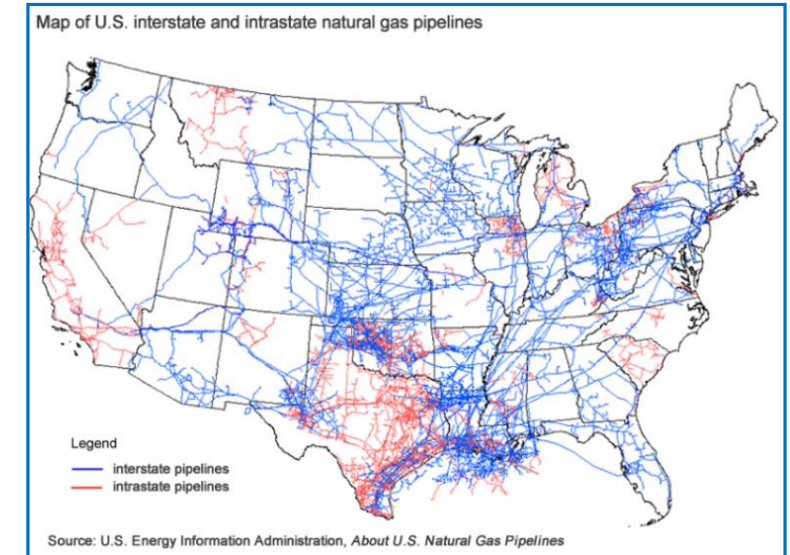 Map of U.S. interstate and intrastate natural gas pipelines
Legend
interstate pipelines
intrastate pipelines
Source: U.S. Energy Information Administration, About U.S. Natural Gas Pipelines